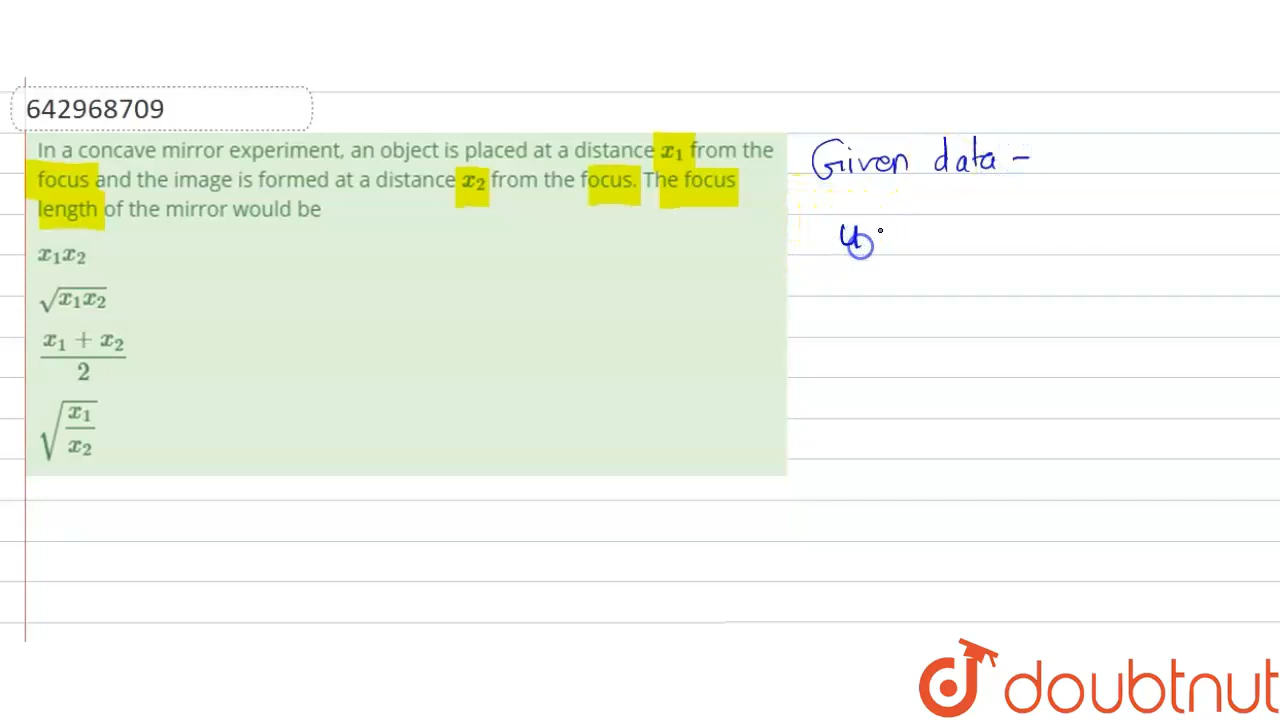 642968709
In a concave mirror experiment, an object is placed at a distance x₁ from the
focus and the image is formed at a distance x₂ from the focus. The focus
length of the mirror would be
x₁x₂
√x₁x₂
x₁ + x₂
2
√x₁
x₂
Given data –
u
doubtnut